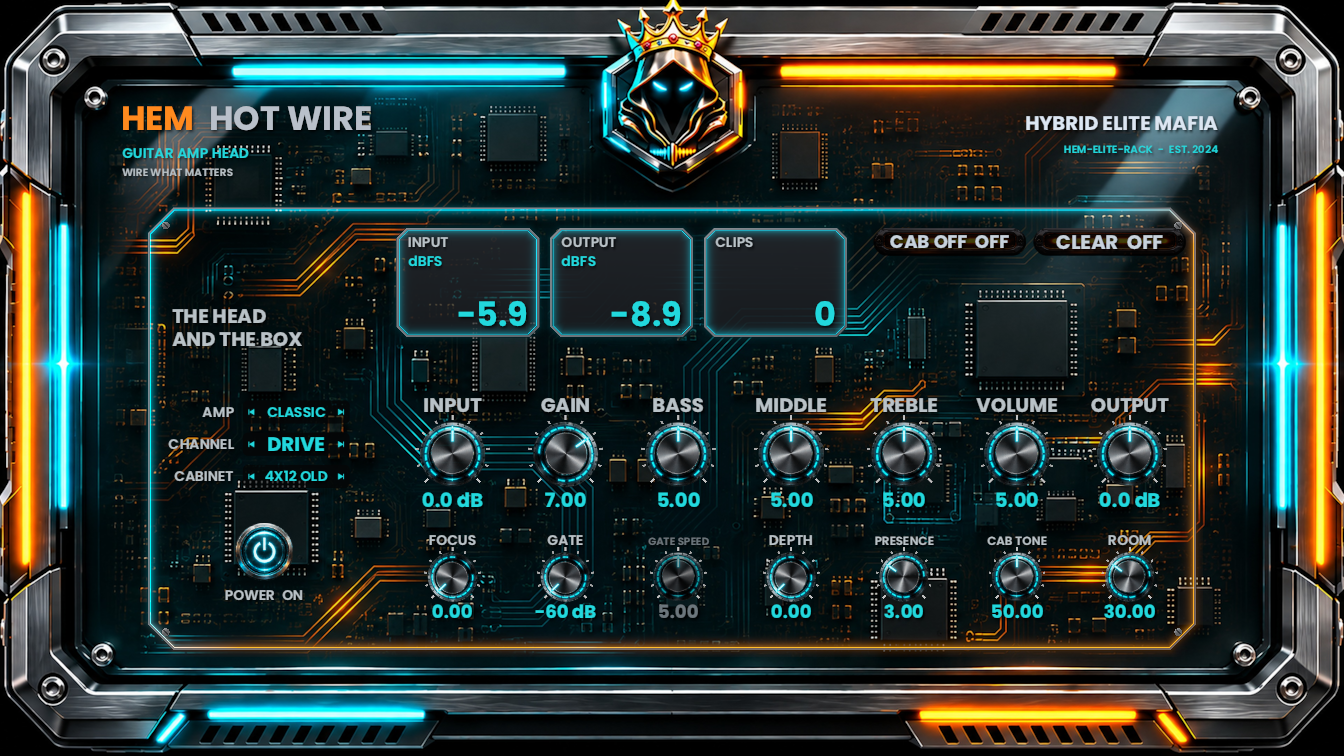 HEM HOT WIRE
GUITAR AMP HEAD
WIRE WHAT MATTERS
HYBRID ELITE MAFIA
HEM-ELITE-RACK - EST. 2024
INPUT
dBFS
-5.9
OUTPUT
dBFS
-8.9
CLIPS
0
CAB OFF OFF
CLEAR OFF
THE HEAD
AND THE BOX
AMP CLASSIC
CHANNEL DRIVE
CABINET 4X12 OLD
POWER ON
INPUT GAIN BASS MIDDLE TREBLE VOLUME OUTPUT
0.0 dB 7.00 5.00 5.00 5.00 5.00 0.0 dB
FOCUS GATE GATE SPEED DEPTH PRESENCE CAB TONE ROOM
0.00 -60 dB 5.00 0.00 3.00 50.00 30.00